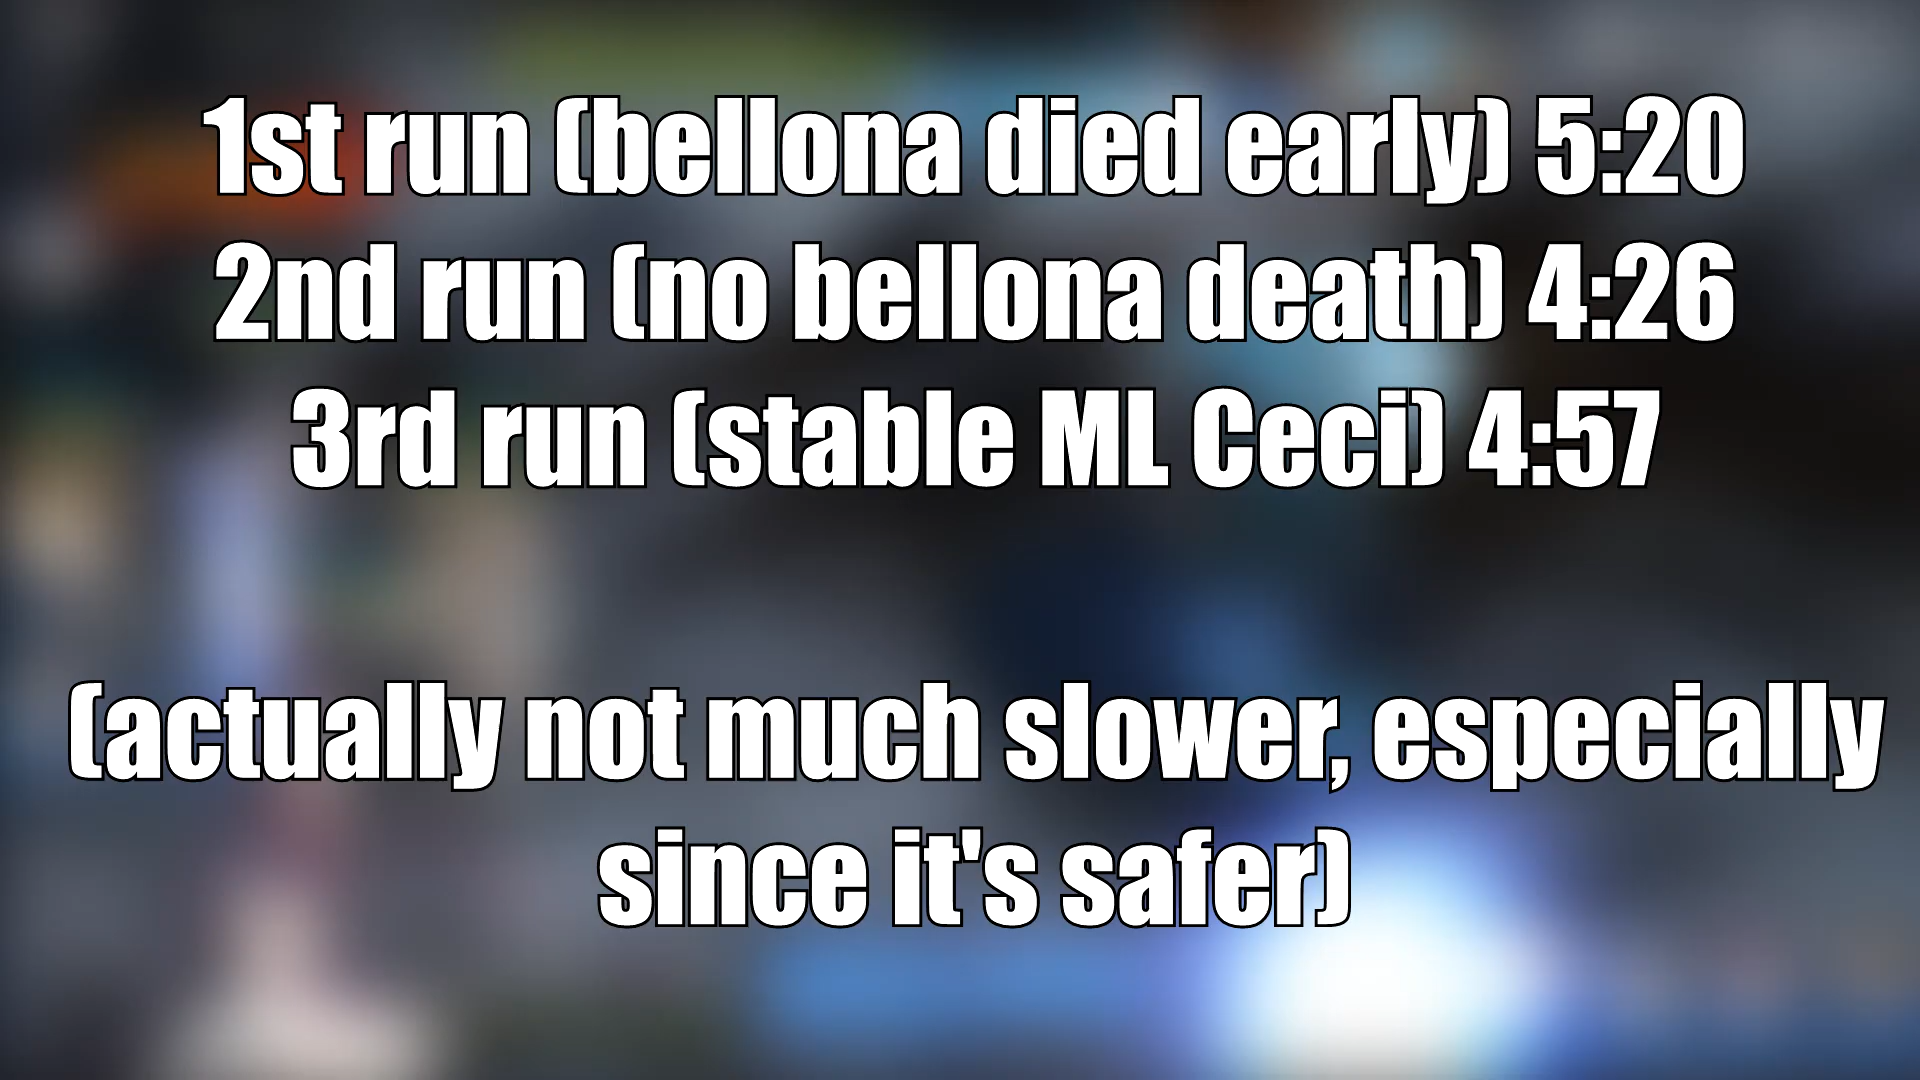 1st run (bellona died early) 5:20
2nd run (no bellona death) 4:26
3rd run (stable ML Ceci) 4:57
(actually not much slower, especially
since it's safer)